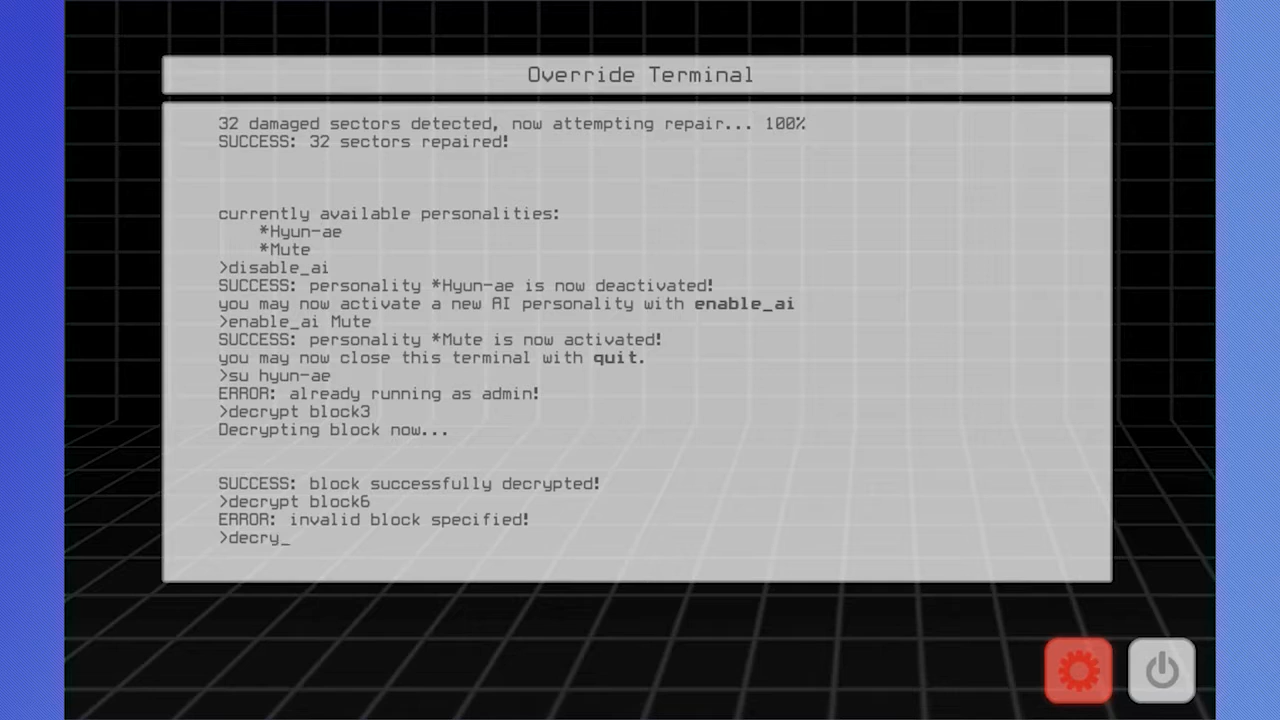 Override Terminal
32 damaged sectors detected, now attempting repair... 100%
SUCCESS: 32 sectors repaired!
currently available personalities:
*Hyun-ae
*Mute
>disable_ai
SUCCESS: personality *Hyun-ae is now deactivated!
you may now activate a new AI personality with enable_ai
>enable_ai Mute
SUCCESS: personality *Mute is now activated!
you may now close this terminal with quit.
>su hyun-ae
ERROR: already running as admin!
>decrypt block3
Decrypting block now...
SUCCESS: block successfully decrypted!
>decrypt block6
ERROR: invalid block specified!
>decry_